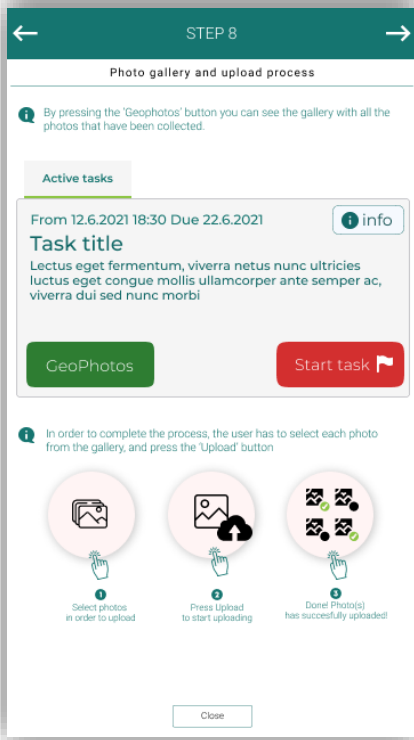 STEP 8
Photo gallery and upload process
By pressing the 'Geophotos' button you can see the gallery with all the
photos that have been collected.
Active tasks
From 12.6.2021 18:30 Due 22.6.2021
info
Task title
Lectus eget fermentum, viverra netus nunc ultricies
luctus eget congue mollis ullamcorper ante semper ac,
viverra dui sed nunc morbi
GeoPhotos
Start task
In order to complete the process, the user has to select each photo
from the gallery, and press the 'Upload' button
1
Select photos
in order to upload
2
Press Upload
to start uploading
3
Done! Photo(s)
has succesfully uploaded!
Close